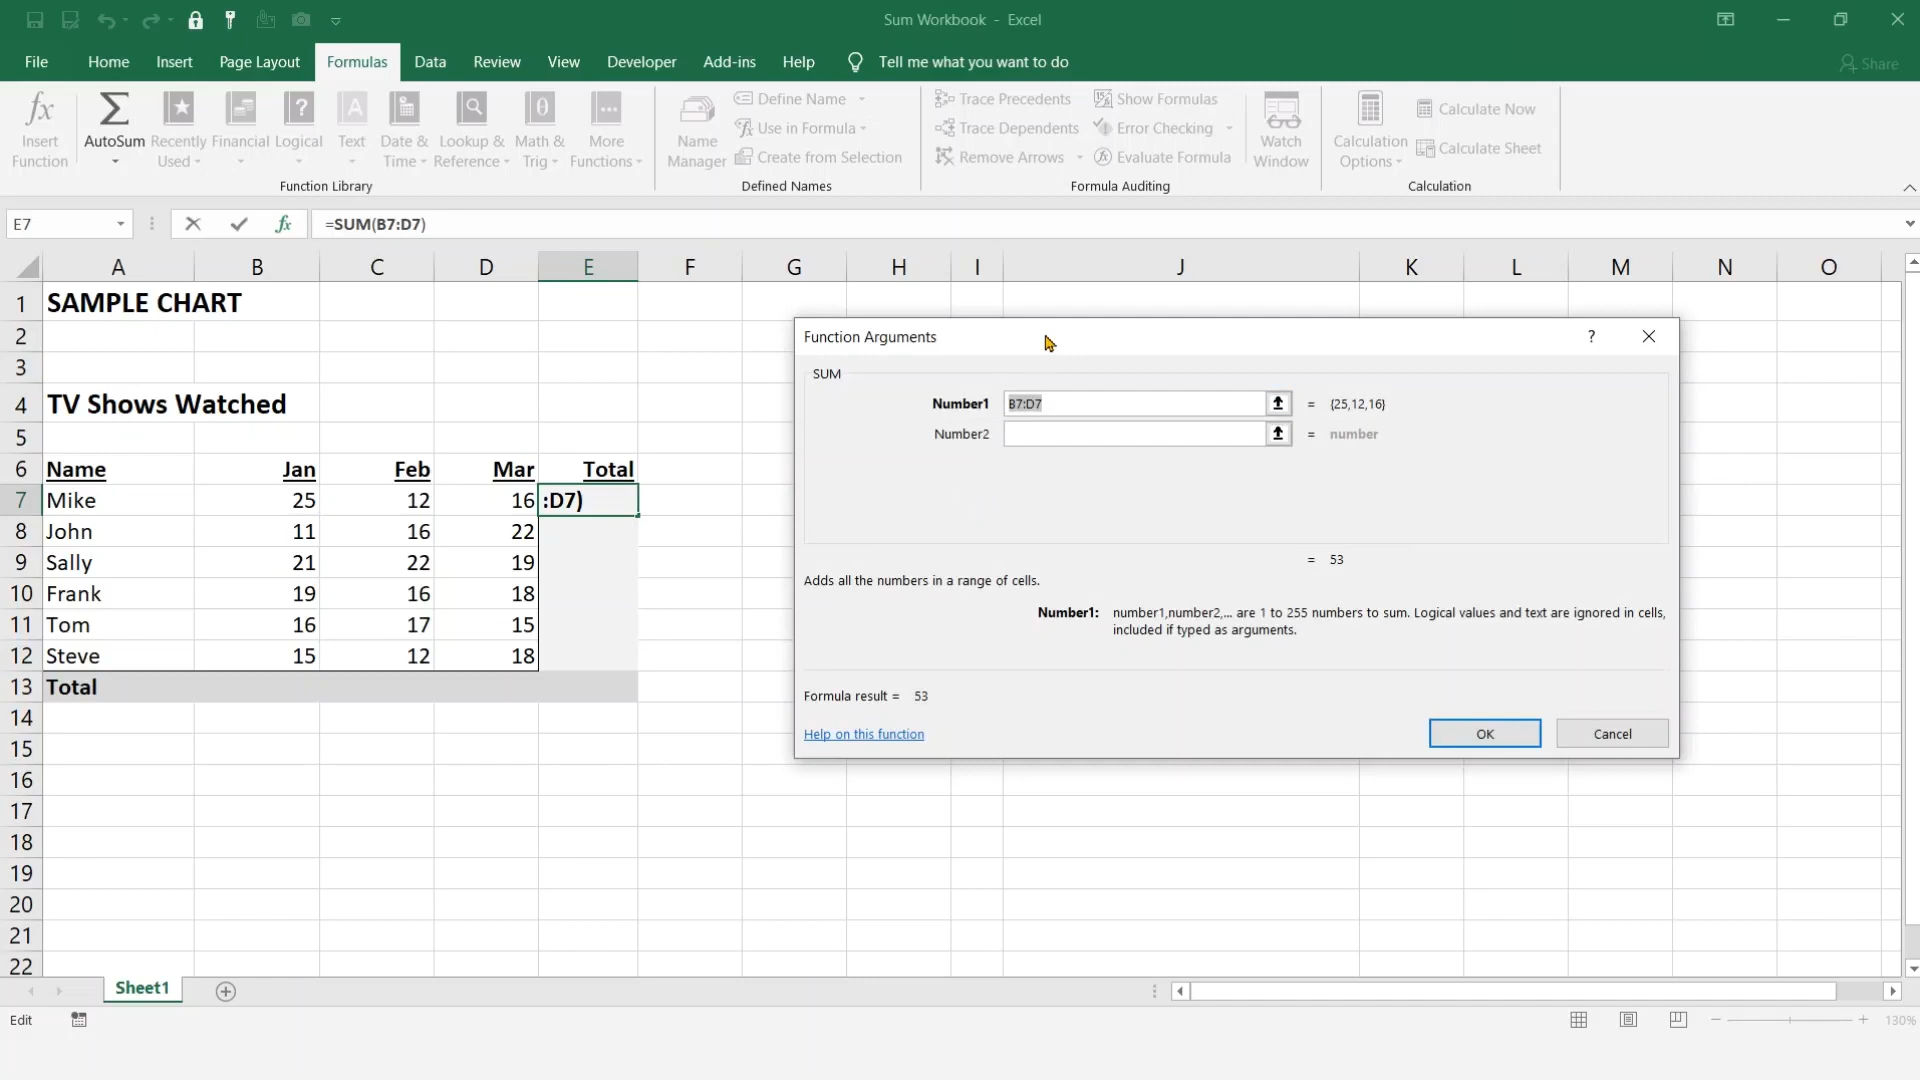 Sum Workbook - Excel
File Home Insert Page Layout Formulas Data Review View Developer Add-ins Help Tell me what you want to do Share
Insert Function
AutoSum
Recently Used
Financial
Logical
Text
Date & Time
Lookup & Reference
Math & Trig
More Functions
Function Library
Name Manager
Define Name
Use in Formula
Create from Selection
Defined Names
Trace Precedents
Trace Dependents
Remove Arrows
Show Formulas
Error Checking
Evaluate Formula
Formula Auditing
Watch Window
Calculation Options
Calculate Now
Calculate Sheet
Calculation
E7 fx =SUM(B7:D7)
A B C D E F G H I J K L M N O
1 SAMPLE CHART
2
3
4 TV Shows Watched
5
6 Name Jan Feb Mar Total
7 Mike 25 12 16 :D7)
8 John 11 16 22
9 Sally 21 22 19
10 Frank 19 16 18
11 Tom 16 17 15
12 Steve 15 12 18
13 Total
14
15
16
17
18
19
20
21
22
Function Arguments ?
SUM
Number1 B7:D7 = {25,12,16}
Number2 = number
= 53
Adds all the numbers in a range of cells.
Number1: number1,number2,... are 1 to 255 numbers to sum. Logical values and text are ignored in cells,
included if typed as arguments.
Formula result = 53
Help on this function
OK Cancel
Sheet1
Edit 130%